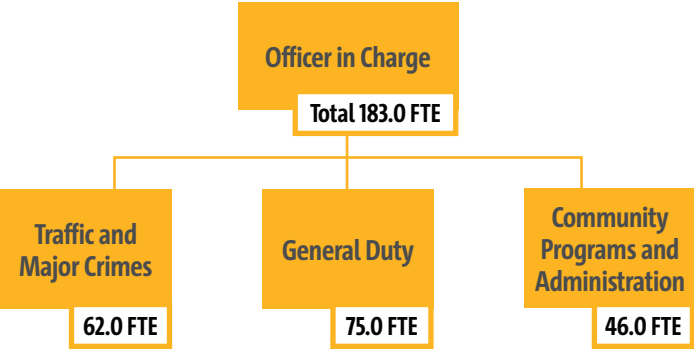 Officer in Charge
Total 183.0 FTE
Traffic and
Major Crimes
62.0 FTE
General Duty
75.0 FTE
Community
Programs and
Administration
46.0 FTE